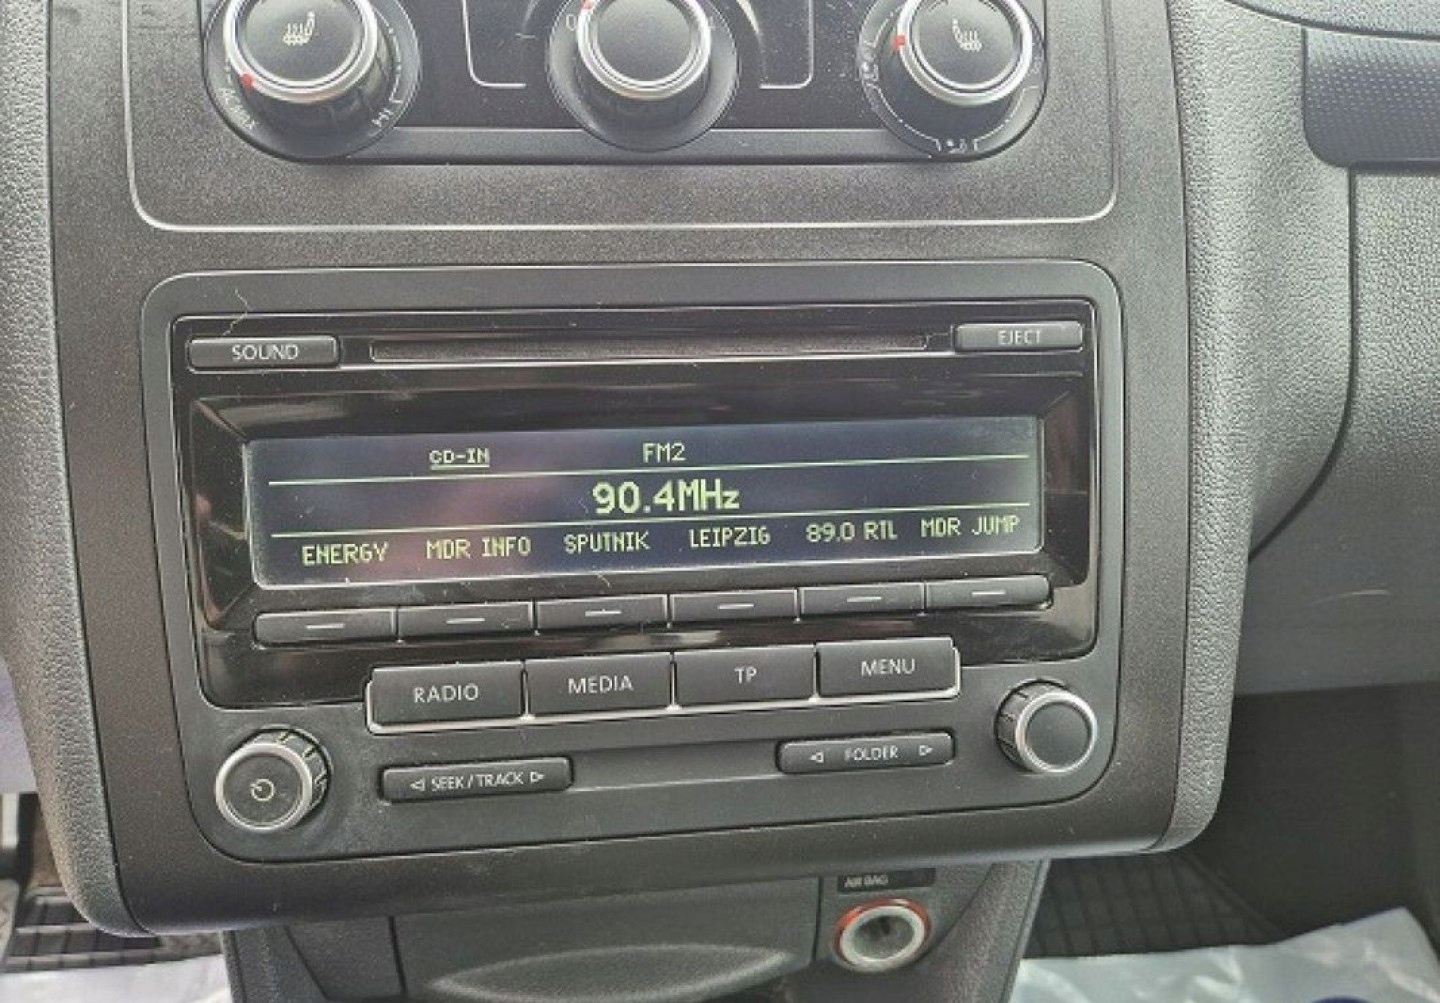 HI
SOUND
EJECT
CD-IN FM2
90.4MHz
ENERGY MDR INFO SPUTNIK LEIPZIG 89.0 RTL MDR JUMP
RADIO MEDIA TP MENU
SEEK / TRACK FOLDER
AIR BAG